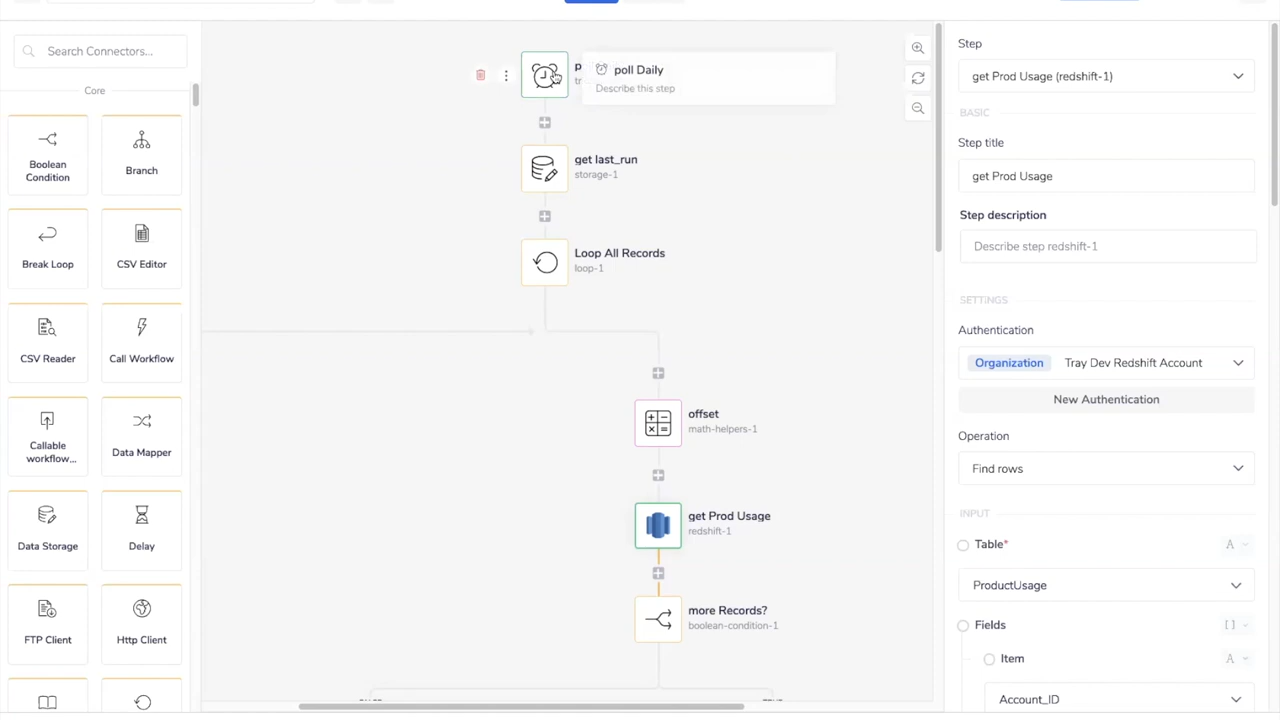 Search Connectors...
Core
Boolean
Condition
Branch
Break Loop
CSV Editor
CSV Reader
Call Workflow
Callable
workflow...
Data Mapper
Data Storage
Delay
FTP Client
Http Client
poll Daily
Describe this step
get last_run
storage-1
Loop All Records
loop-1
offset
math-helpers-1
get Prod Usage
redshift-1
more Records?
boolean-condition-1
Step
get Prod Usage (redshift-1)
BASIC
Step title
get Prod Usage
Step description
Describe step redshift-1
SETTINGS
Authentication
Organization Tray Dev Redshift Account
New Authentication
Operation
Find rows
INPUT
Table* A
ProductUsage
Fields [ ]
Item A
Account_ID